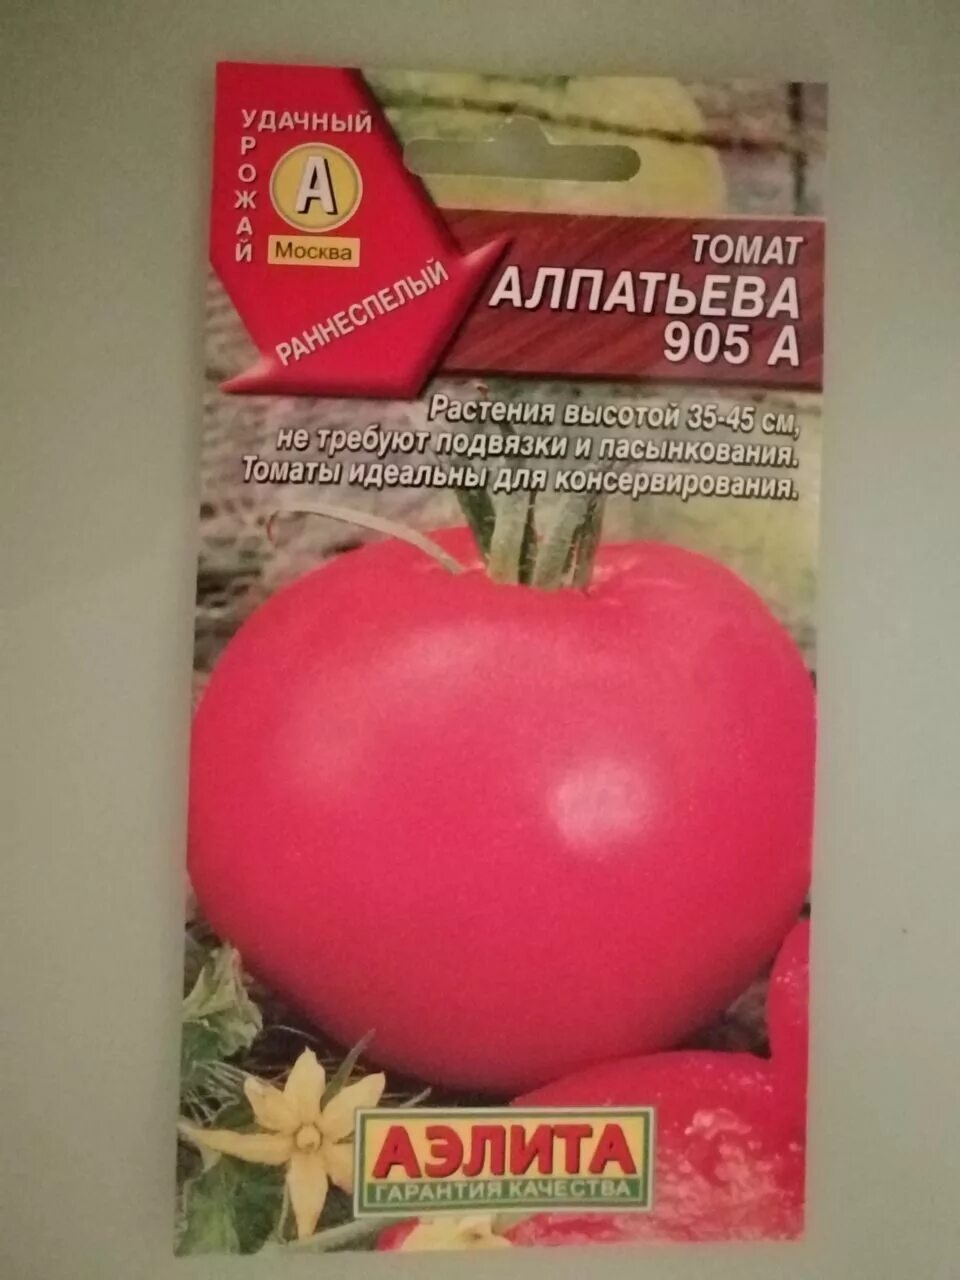 УДАЧНЫЙ
УРОЖАЙ
А
Москва
РАННЕСПЕЛЫЙ
ТОМАТ
АЛПАТЬЕВА
905 А
Растения высотой 35-45 см,
не требуют подвязки и пасынкования.
Томаты идеальны для консервирования.
АЭЛИТА
ГАРАНТИЯ КАЧЕСТВА